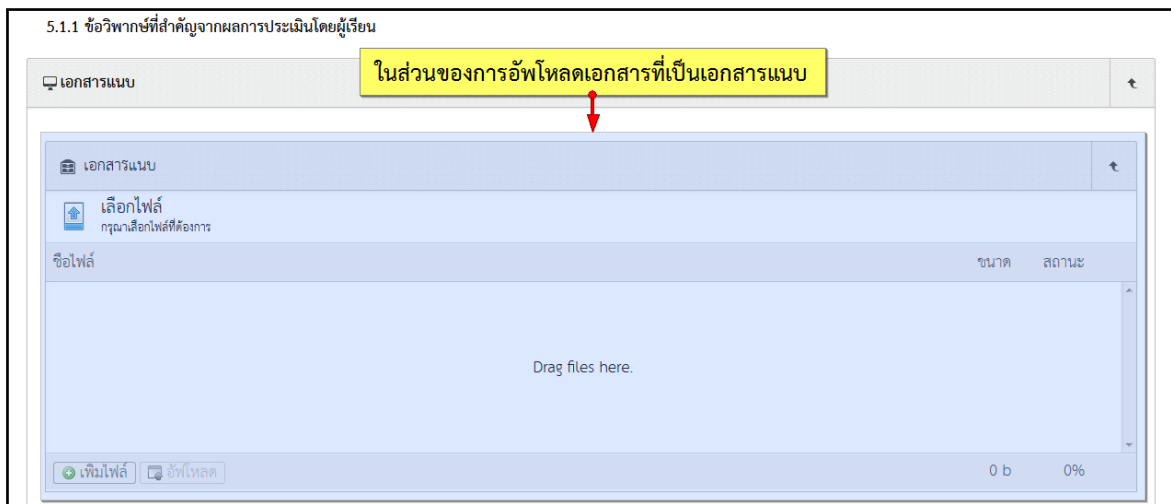 5.1.1 ข้อวิพากษ์ที่สำคัญจากผลการประเมินโดยผู้เรียน
ในส่วนของการอัพโหลดเอกสารที่เป็นเอกสารแนบ
เอกสารแนบ
เอกสารแนบ
เลือกไฟล์
กรุณาเลือกไฟล์ที่ต้องการ
ชื่อไฟล์ ขนาด สถานะ
Drag files here.
เพิ่มไฟล์ อัพโหลด 0 b 0%